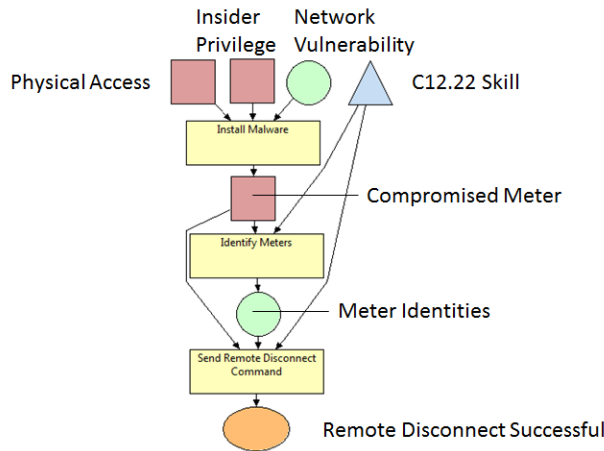 Insider Network
Privilege Vulnerability
Physical Access
C12.22 Skill
Install Malware
Compromised Meter
Identify Meters
Meter Identities
Send Remote Disconnect
Command
Remote Disconnect Successful